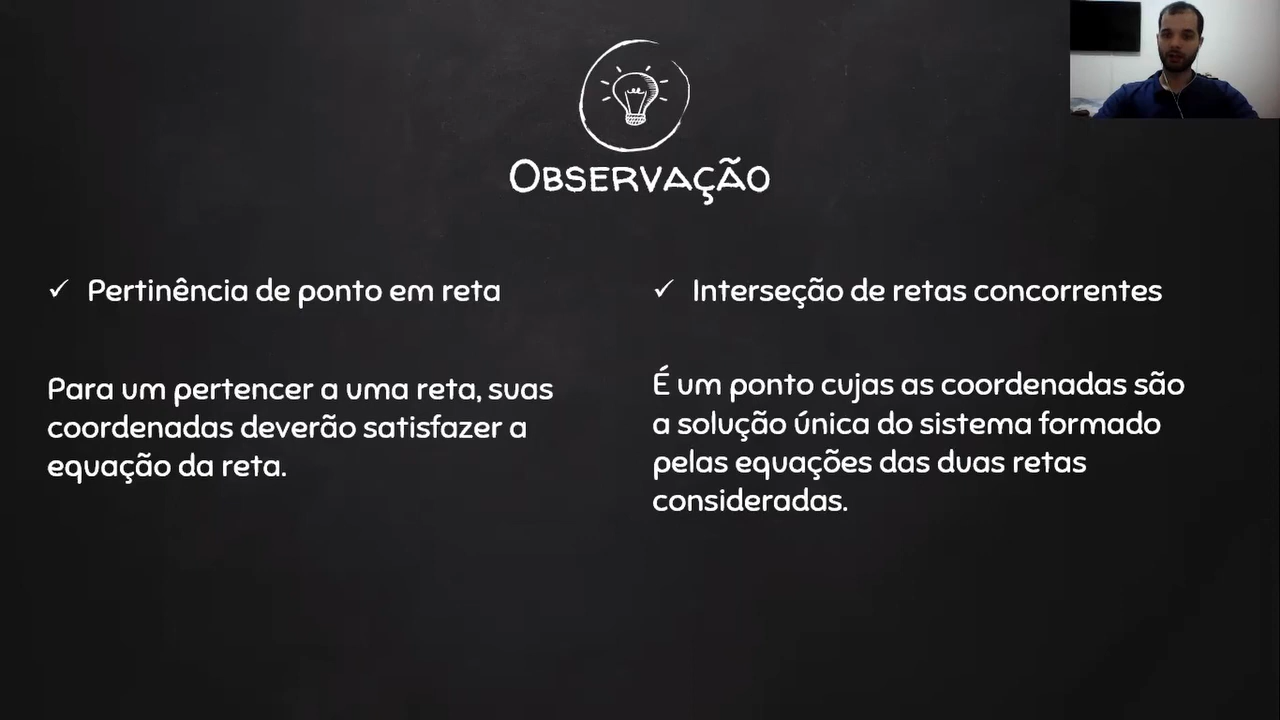 Observação
✓ Pertinência de ponto em reta
Para um pertencer a uma reta, suas
coordenadas deverão satisfazer a
equação da reta.
✓ Interseção de retas concorrentes
É um ponto cujas as coordenadas são
a solução única do sistema formado
pelas equações das duas retas
consideradas.